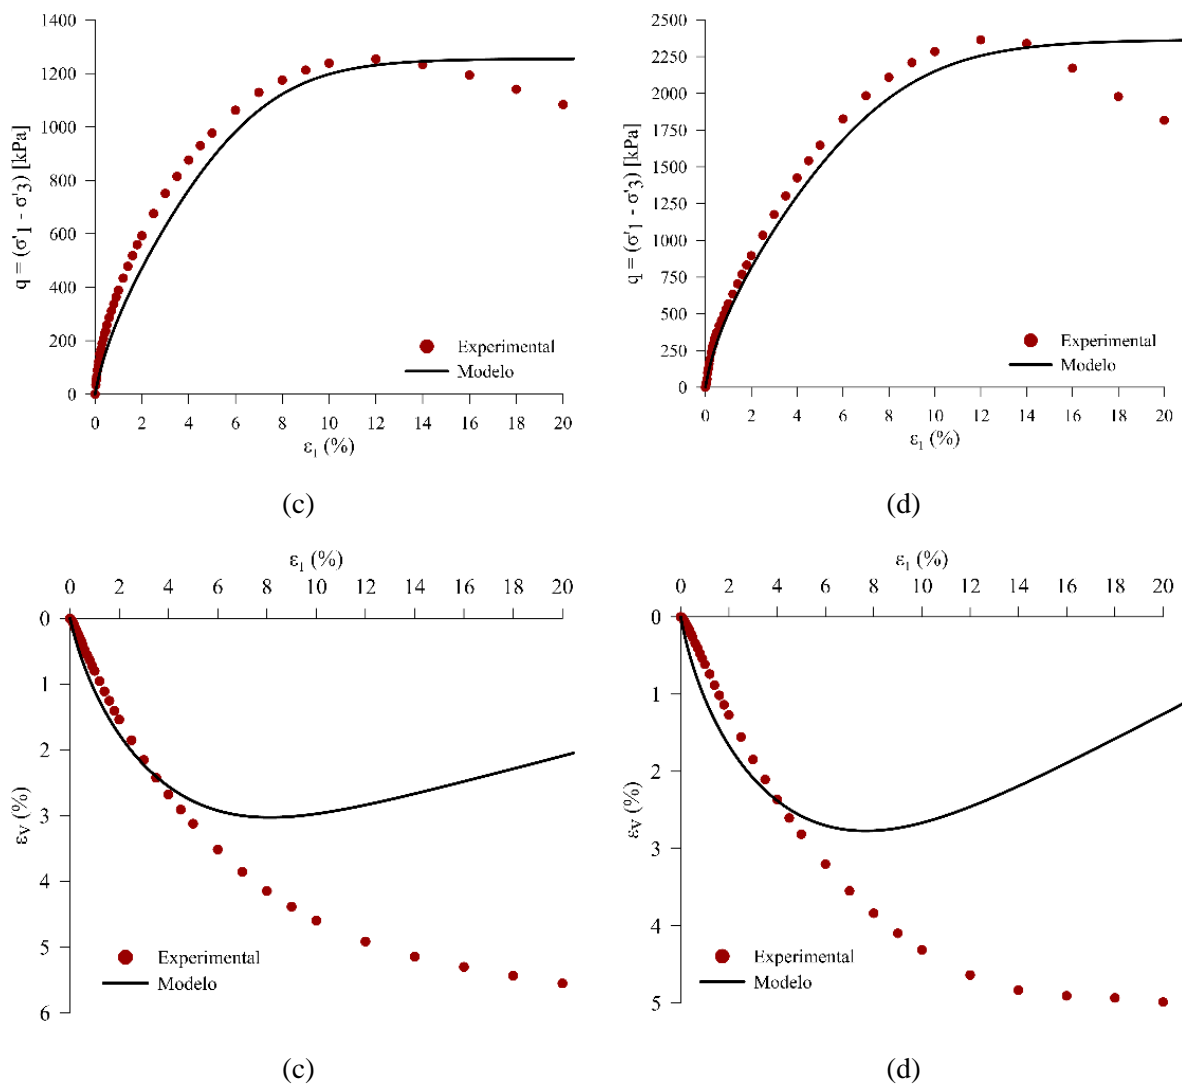 1400
1200
1000
800
600
400
200
0
q = (σ'1 - σ'3) [kPa]
Experimental
Modelo
0 2 4 6 8 10 12 14 16 18 20
ε1 (%)
(c)
2500
2250
2000
1750
1500
1250
1000
750
500
250
0
q = (σ'1 - σ'3) [kPa]
Experimental
Modelo
0 2 4 6 8 10 12 14 16 18 20
ε1 (%)
(d)
ε1 (%)
0 2 4 6 8 10 12 14 16 18 20
0
1
2
3
4
5
6
εv (%)
Experimental
Modelo
(c)
ε1 (%)
0 2 4 6 8 10 12 14 16 18 20
0
1
2
3
4
5
εv (%)
Experimental
Modelo
(d)